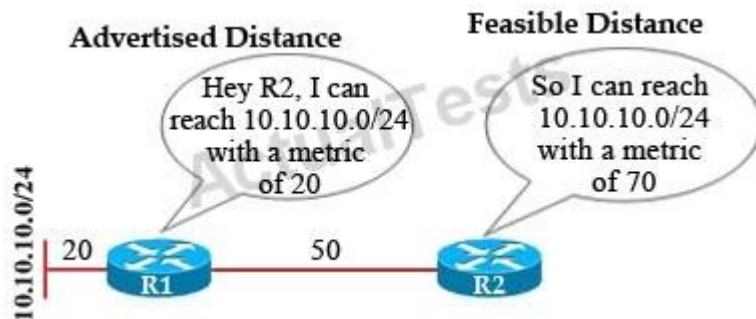 Advertised Distance
Feasible Distance
Hey R2, I can
reach 10.10.10.0/24
with a metric
of 20
So I can reach
10.10.10.0/24
with a metric
of 70
ActualTests
10.10.10.0/24
20
50
R1
R2